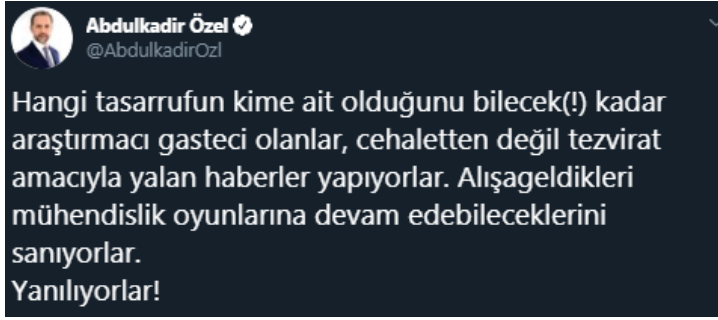 Abdulkadir Özel
@AbdulkadirOzl
Hangi tasarrufun kime ait olduğunu bilecek(!) kadar
araştırmacı gasteci olanlar, cehaletten değil tezvirat
amacıyla yalan haberler yapıyorlar. Alışageldikleri
mühendislik oyunlarına devam edebileceklerini
sanıyorlar.
Yanılıyorlar!